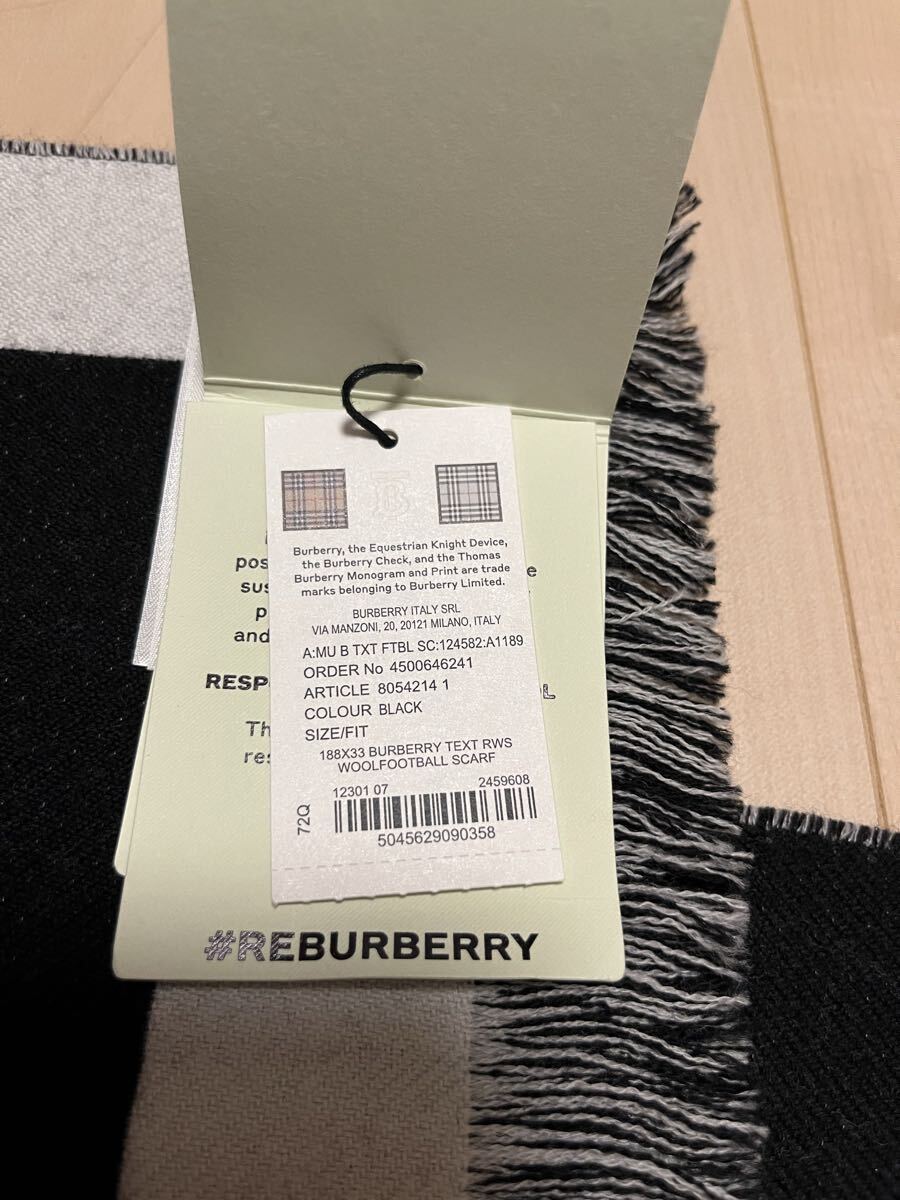 B
Burberry, the Equestrian Knight Device,
the Burberry Check, and the Thomas
Burberry Monogram and Print are trade
marks belonging to Burberry Limited.
BURBERRY ITALY SRL
VIA MANZONI, 20, 20121 MILANO, ITALY
A:MU B TXT FTBL SC:124582:A1189
ORDER No 4500646241
ARTICLE 8054214 1
COLOUR BLACK
SIZE/FIT
188X33 BURBERRY TEXT RWS
WOOLFOOTBALL SCARF
12301 07 2459608
72Q
5045629090358
and
#REBURBERRY